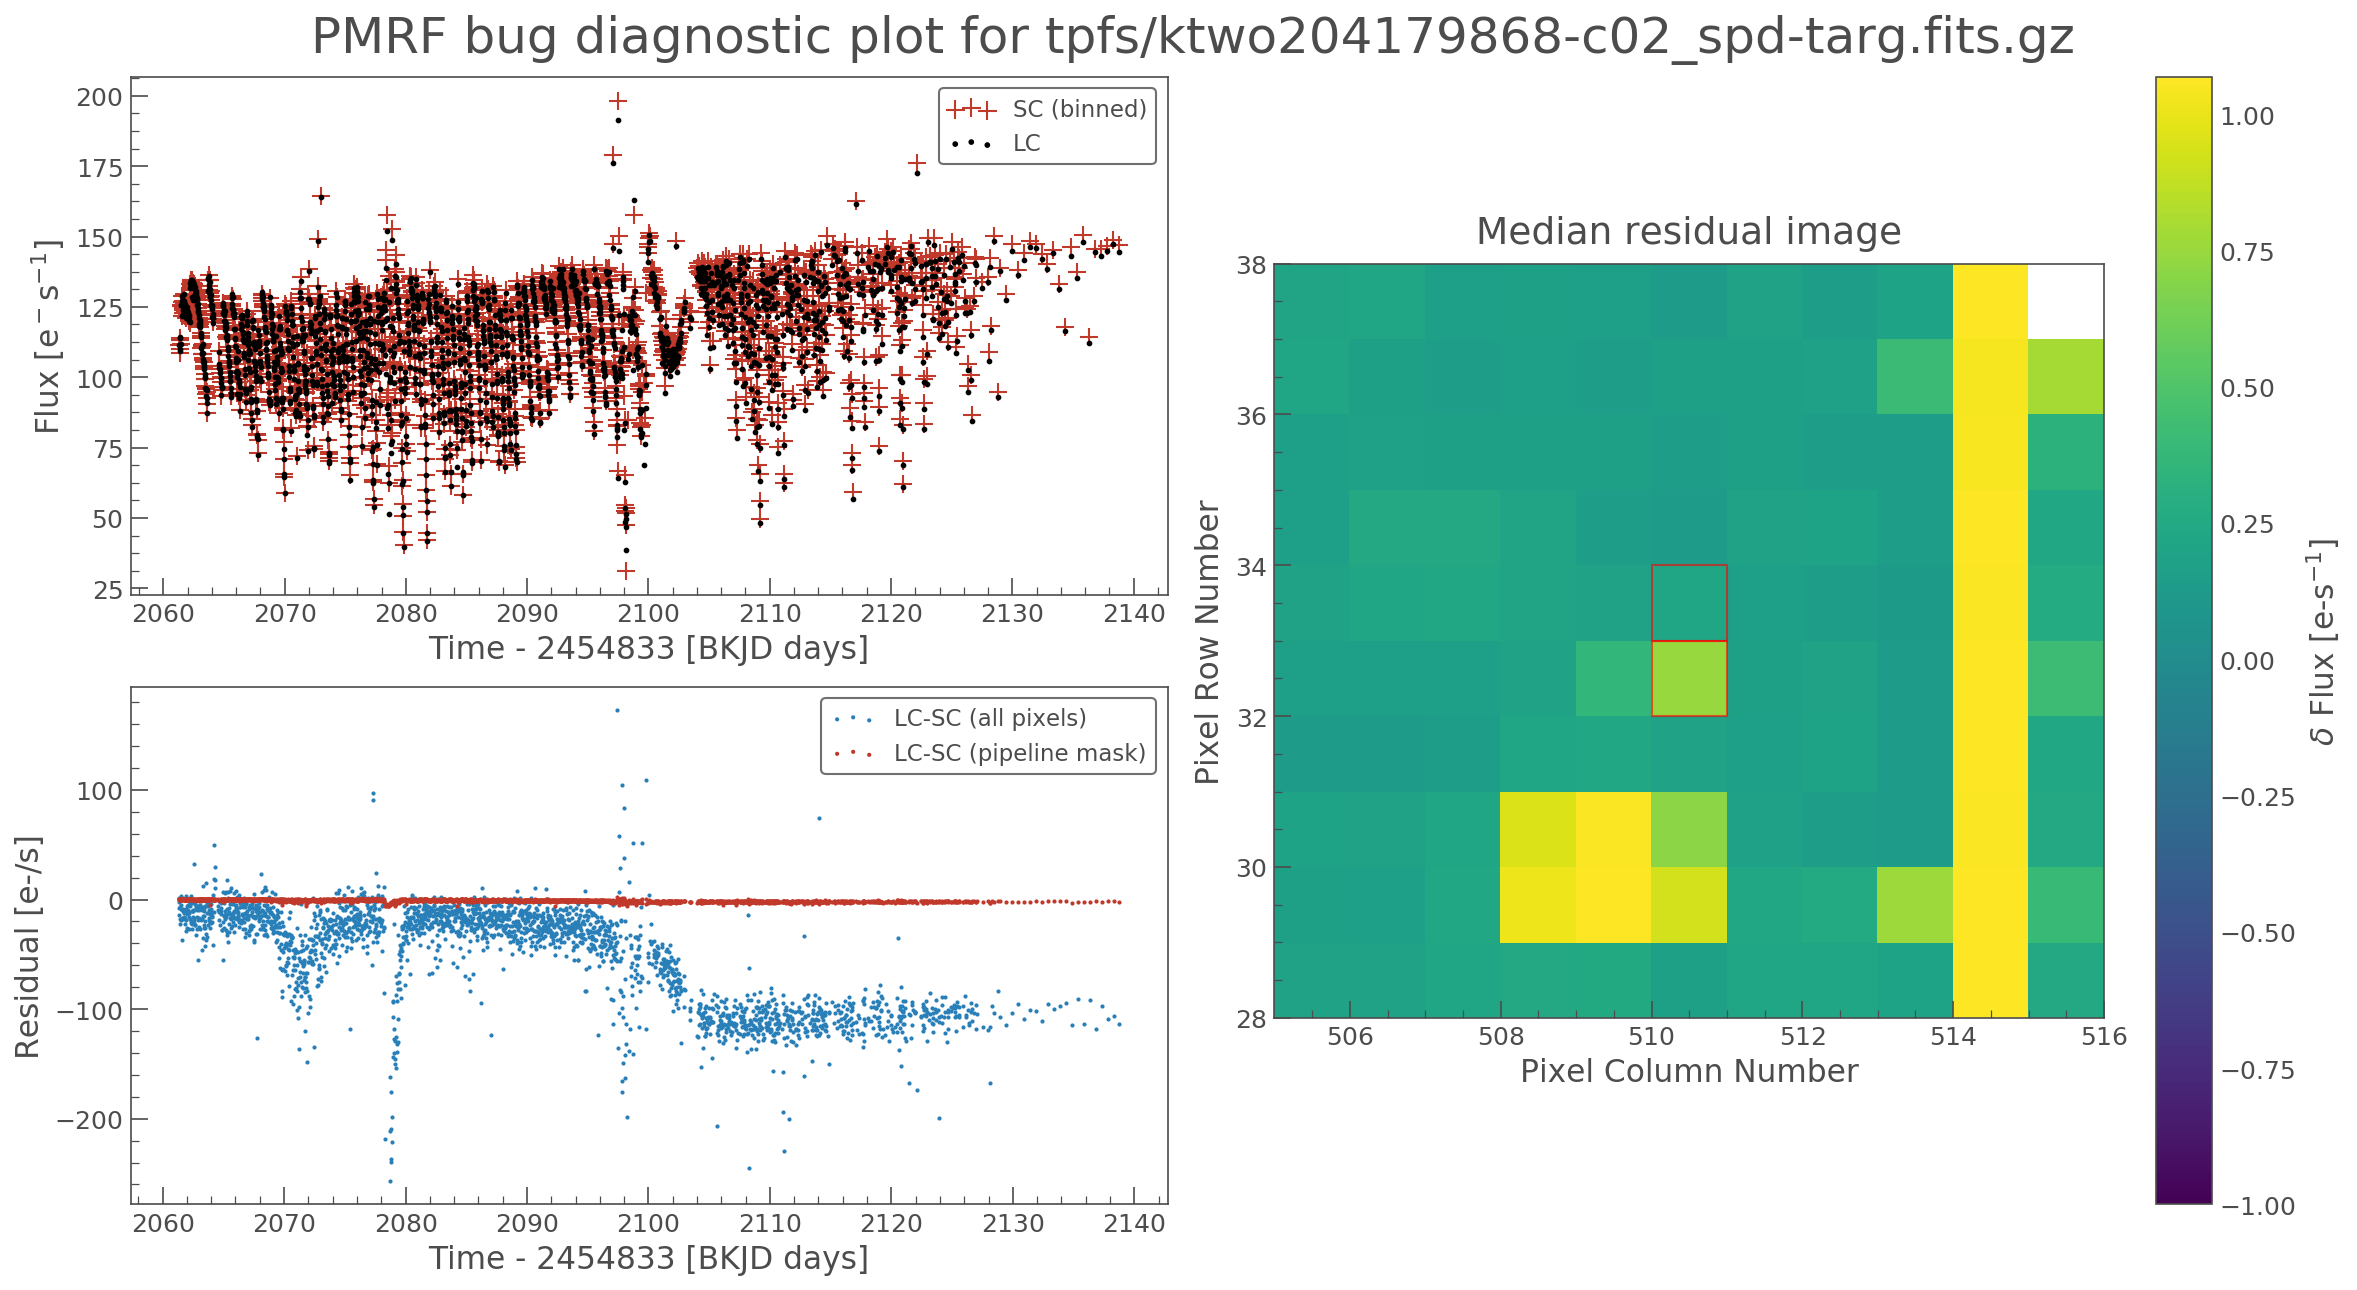 PMRF bug diagnostic plot for tpfs/ktwo204179868-c02_spd-targ.fits.gz
200
175
150
125
100
75
50
25
Flux [e⁻ s⁻¹]
SC (binned)
LC
2060 2070 2080 2090 2100 2110 2120 2130 2140
Time - 2454833 [BKJD days]
100
0
−100
−200
Residual [e-/s]
LC-SC (all pixels)
LC-SC (pipeline mask)
2060 2070 2080 2090 2100 2110 2120 2130 2140
Time - 2454833 [BKJD days]
Median residual image
38
36
34
32
30
28
Pixel Row Number
506 508 510 512 514 516
Pixel Column Number
1.00
0.75
0.50
0.25
0.00
−0.25
−0.50
−0.75
−1.00
δ Flux [e-s⁻¹]